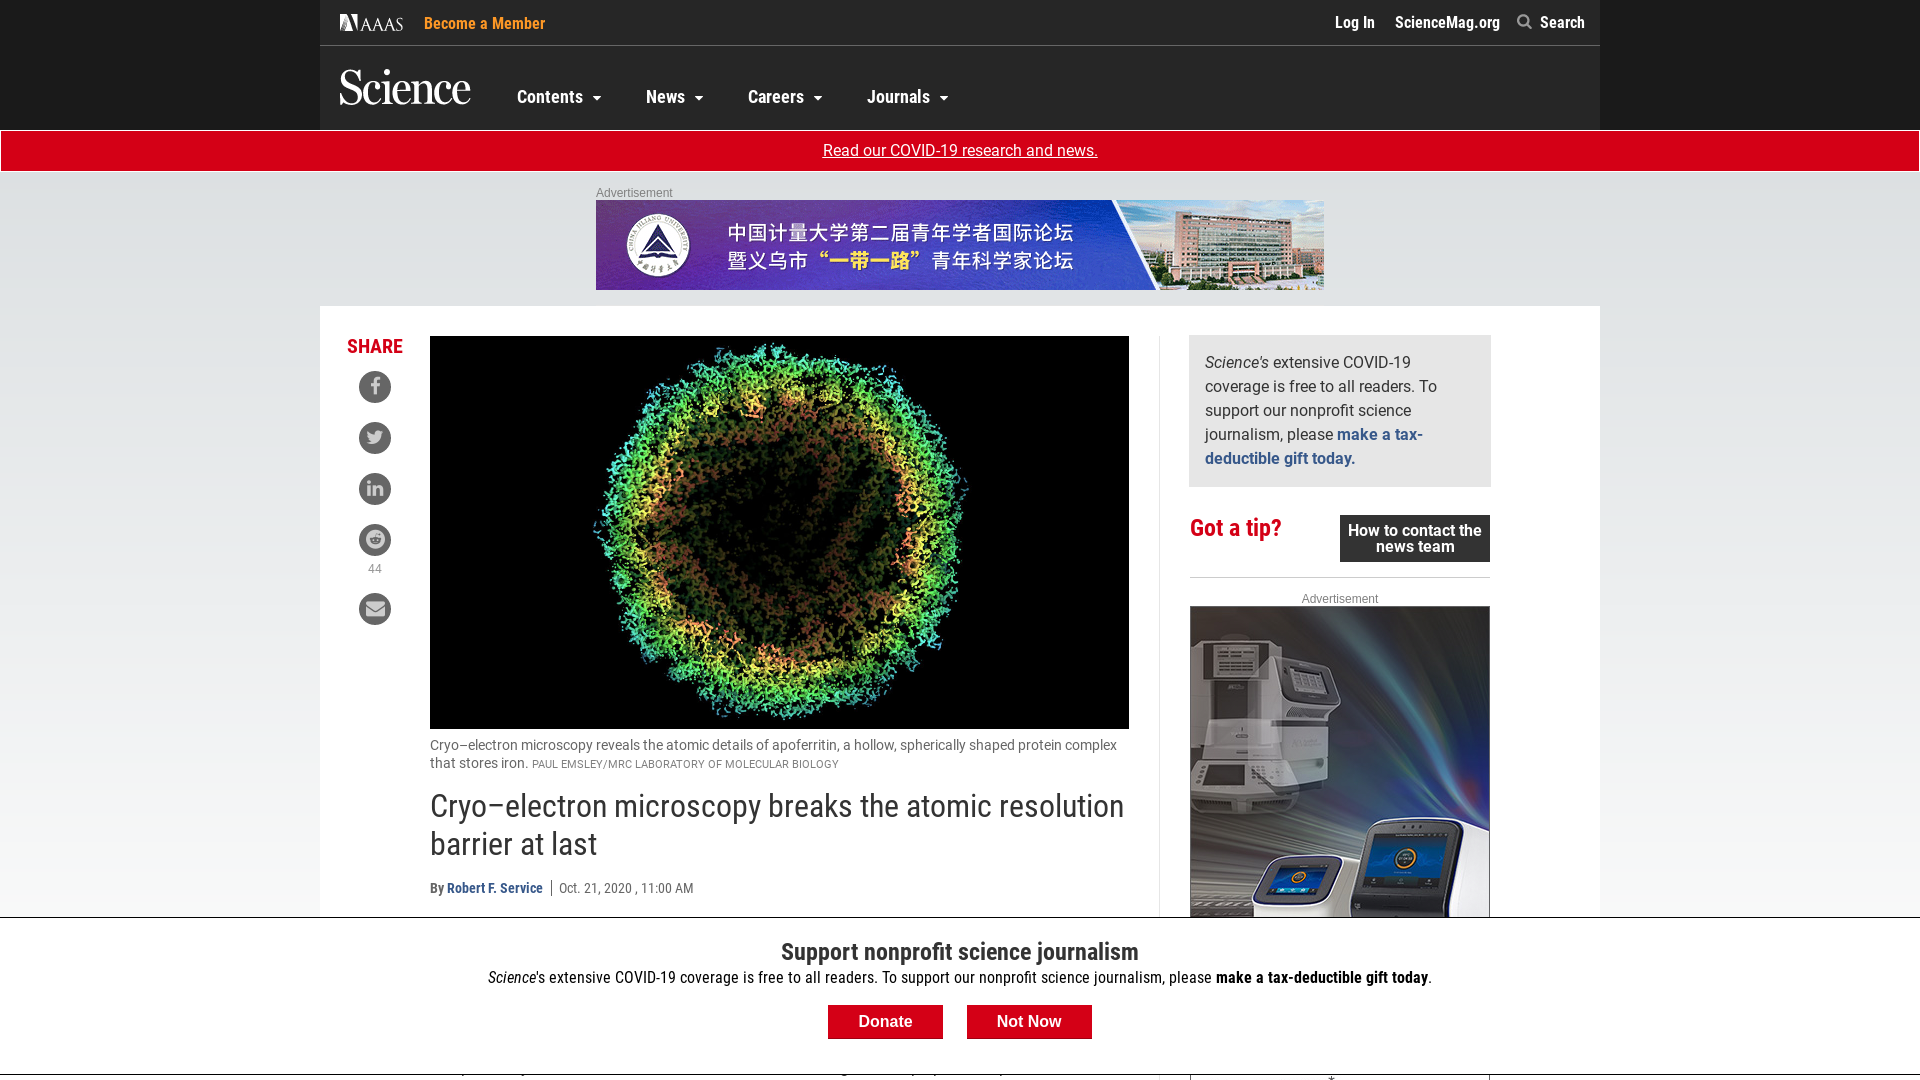 AAAS
Become a Member
Log In
ScienceMag.org
Search
Science
Contents
News
Careers
Journals
Read our COVID-19 research and news.
Advertisement
CHINA JILIANG UNIVERSITY
中国计量大学第二届青年学者国际论坛
暨义乌市“一带一路”青年科学家论坛
SHARE
44
Cryo–electron microscopy reveals the atomic details of apoferritin, a hollow, spherically shaped protein complex
that stores iron. PAUL EMSLEY/MRC LABORATORY OF MOLECULAR BIOLOGY
Cryo–electron microscopy breaks the atomic resolution
barrier at last
By Robert F. Service
Oct. 21, 2020 , 11:00 AM
Science's extensive COVID-19
coverage is free to all readers. To
support our nonprofit science
journalism, please make a tax-
deductible gift today.
Got a tip?
How to contact the
news team
Advertisement
Support nonprofit science journalism
Science's extensive COVID-19 coverage is free to all readers. To support our nonprofit science journalism, please make a tax-deductible gift today.
Donate
Not Now